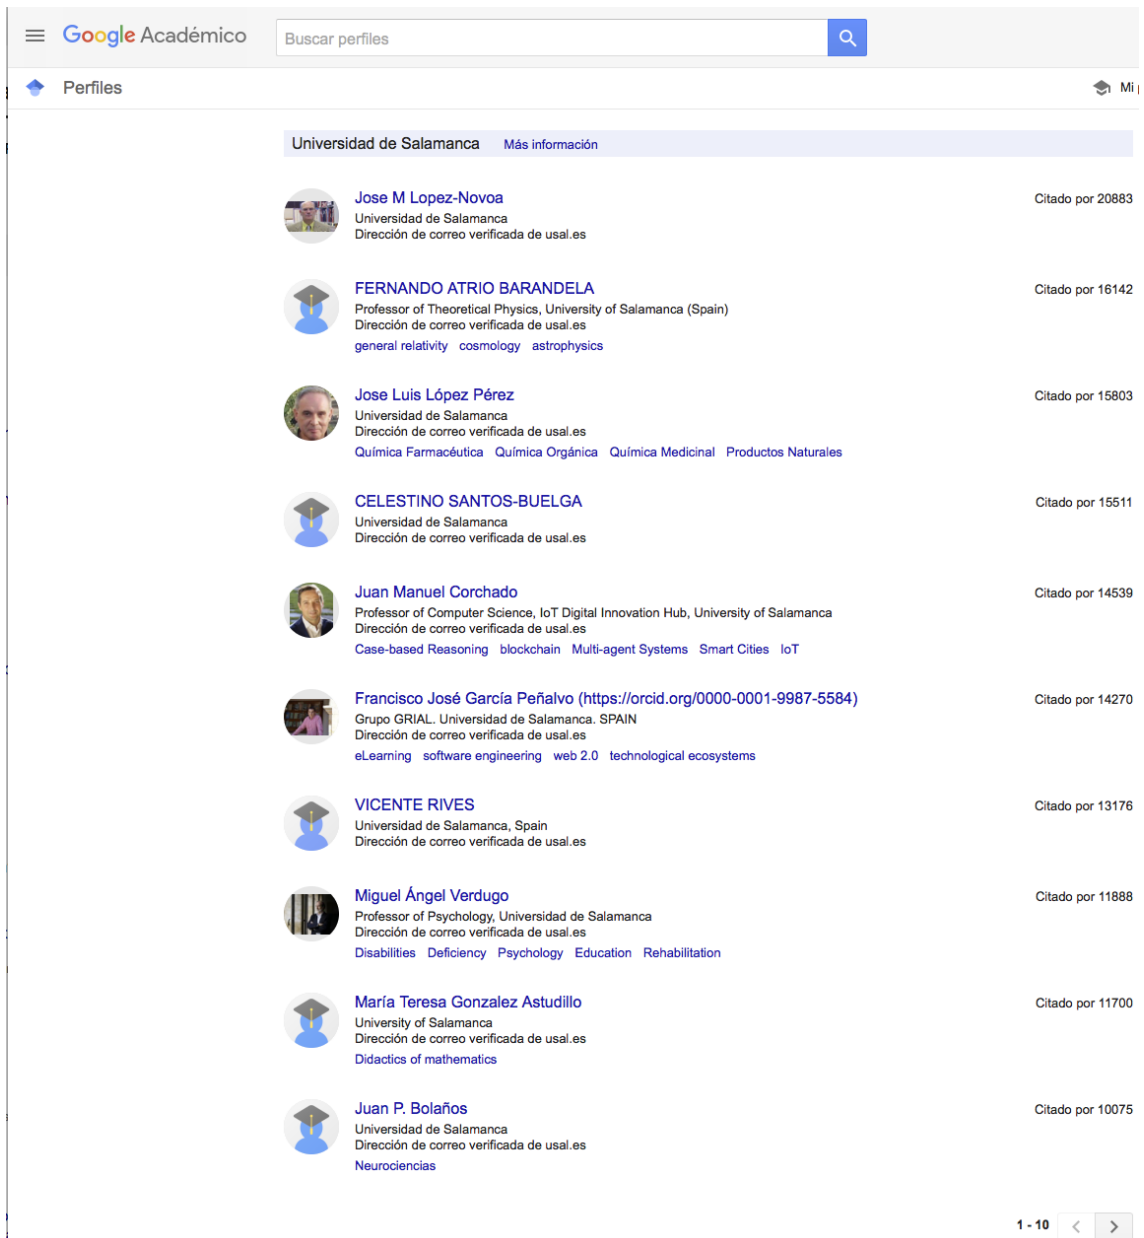 Google Académico
Buscar perfiles
Perfiles
Mi
Universidad de Salamanca Más información
Jose M Lopez-Novoa Citado por 20883
Universidad de Salamanca
Dirección de correo verificada de usal.es
FERNANDO ATRIO BARANDELA Citado por 16142
Professor of Theoretical Physics, University of Salamanca (Spain)
Dirección de correo verificada de usal.es
general relativity cosmology astrophysics
Jose Luis López Pérez Citado por 15803
Universidad de Salamanca
Dirección de correo verificada de usal.es
Química Farmacéutica Química Orgánica Química Medicinal Productos Naturales
CELESTINO SANTOS-BUELGA Citado por 15511
Universidad de Salamanca
Dirección de correo verificada de usal.es
Juan Manuel Corchado Citado por 14539
Professor of Computer Science, IoT Digital Innovation Hub, University of Salamanca
Dirección de correo verificada de usal.es
Case-based Reasoning blockchain Multi-agent Systems Smart Cities IoT
Francisco José García Peñalvo (https://orcid.org/0000-0001-9987-5584) Citado por 14270
Grupo GRIAL. Universidad de Salamanca. SPAIN
Dirección de correo verificada de usal.es
eLearning software engineering web 2.0 technological ecosystems
VICENTE RIVES Citado por 13176
Universidad de Salamanca, Spain
Dirección de correo verificada de usal.es
Miguel Ángel Verdugo Citado por 11888
Professor of Psychology, Universidad de Salamanca
Dirección de correo verificada de usal.es
Disabilities Deficiency Psychology Education Rehabilitation
María Teresa Gonzalez Astudillo Citado por 11700
University of Salamanca
Dirección de correo verificada de usal.es
Didactics of mathematics
Juan P. Bolaños Citado por 10075
Universidad de Salamanca
Dirección de correo verificada de usal.es
Neurociencias
1 - 10